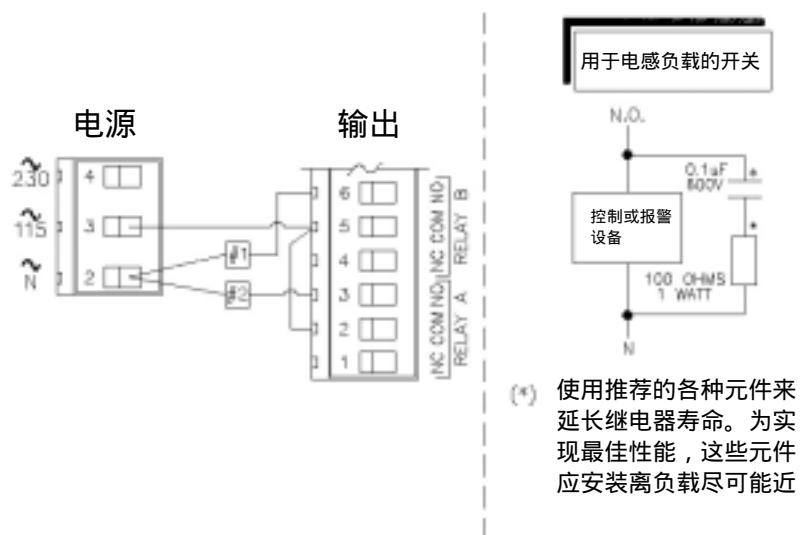 电源
输出
230
115
N
4
3
2
#1
#2
6
5
4
3
2
1
NC COM NO
RELAY B
NC COM NO
RELAY A
用于电感负载的开关
N.O.
0.1uF
600V
*
*
控制或报警
设备
100 OHMS
1 WATT
N
(*) 使用推荐的各种元件来
延长继电器寿命。为实
现最佳性能，这些元件
应安装离负载尽可能近